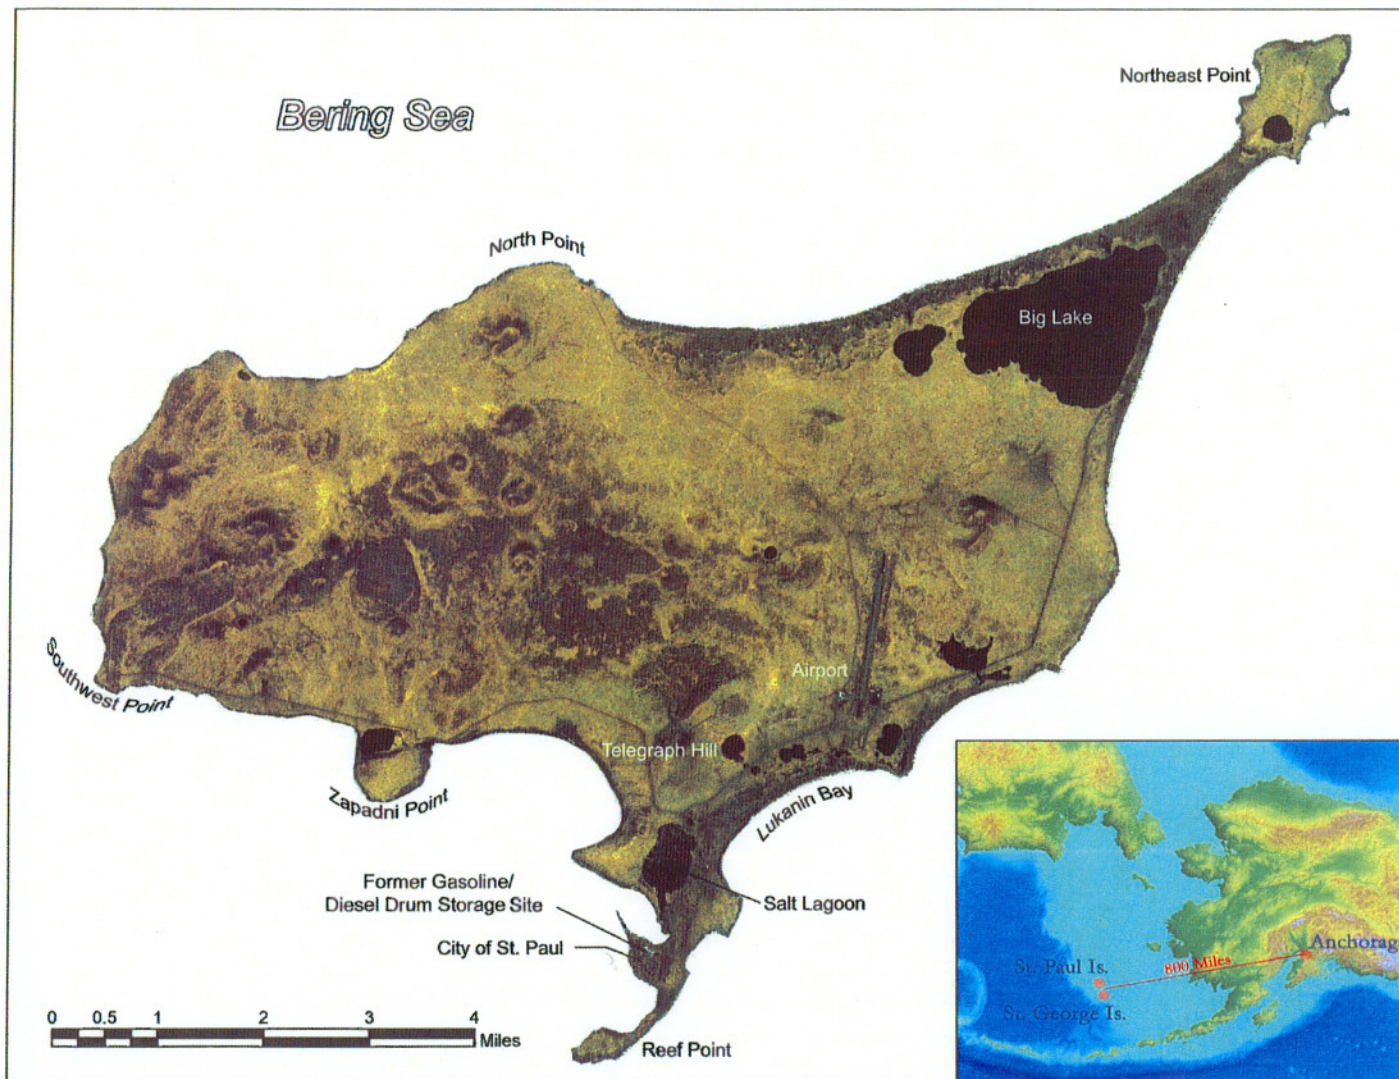 Northeast Point
Bering Sea
North Point
Big Lake
Southwest Point
Airport
Telegraph Hill
Zapadni Point
Lukanin Bay
Former Gasoline/
Diesel Drum Storage Site
Salt Lagoon
City of St. Paul
Anchorag
800 Miles
St. Paul Is.
St. George Is.
0 0.5 1 2 3 4
Miles
Reef Point